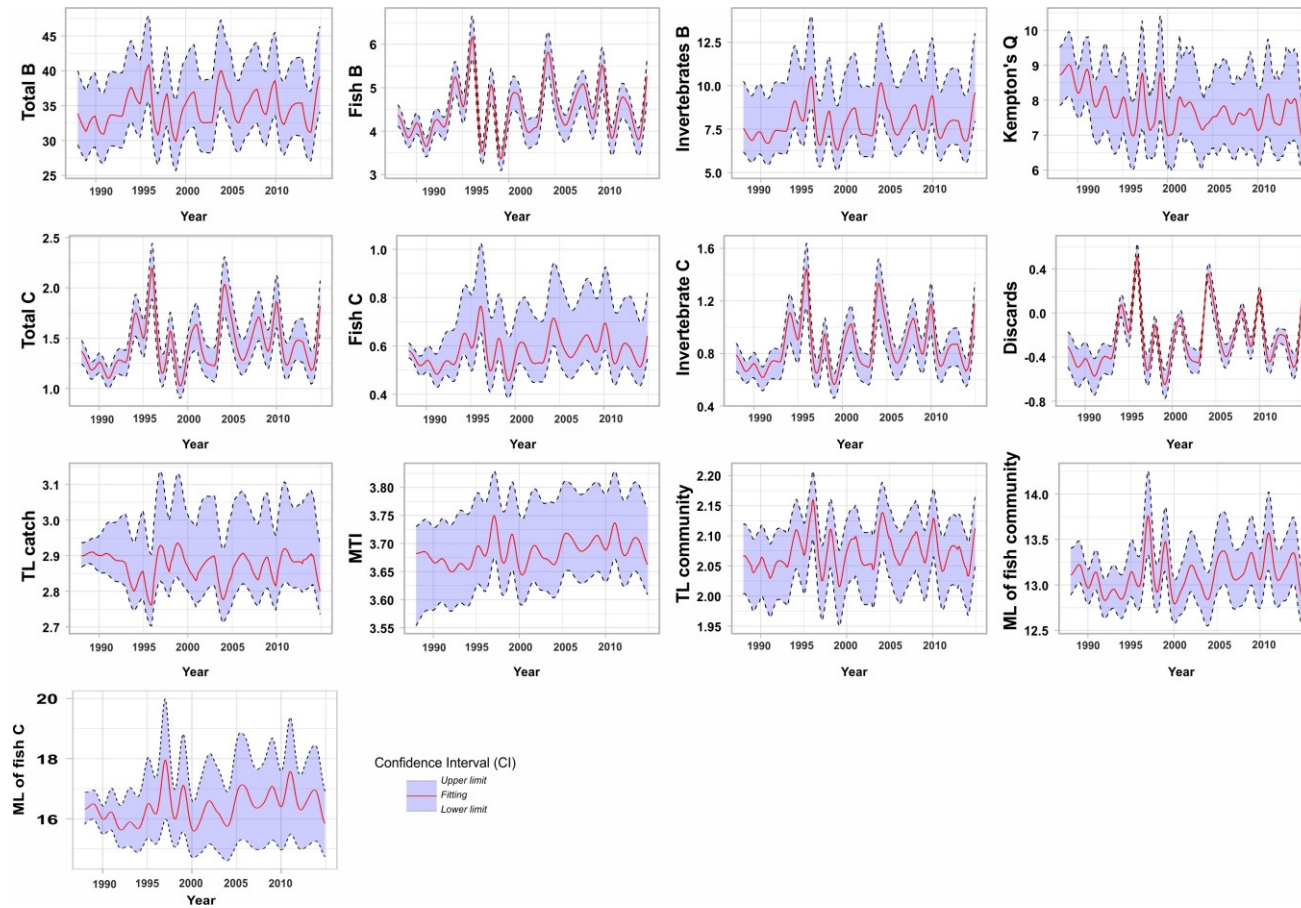 Total B
45
40
35
30
25
1990 1995 2000 2005 2010
Year
Fish B
6
5
4
3
1990 1995 2000 2005 2010
Year
Invertebrates B
12.5
10.0
7.5
5.0
1990 1995 2000 2005 2010
Year
Kempton's Q
10
9
8
7
6
1990 1995 2000 2005 2010
Year
Total C
2.5
2.0
1.5
1.0
1990 1995 2000 2005 2010
Year
Fish C
1.0
0.8
0.6
0.4
1990 1995 2000 2005 2010
Year
Invertebrate C
1.6
1.2
0.8
0.4
1990 1995 2000 2005 2010
Year
Discards
0.4
0.0
-0.4
-0.8
1990 1995 2000 2005 2010
Year
TL catch
3.1
3.0
2.9
2.8
2.7
1990 1995 2000 2005 2010
Year
MTI
3.80
3.75
3.70
3.65
3.60
3.55
1990 1995 2000 2005 2010
Year
TL community
2.20
2.15
2.10
2.05
2.00
1.95
1990 1995 2000 2005 2010
Year
ML of fish community
14.0
13.5
13.0
12.5
1990 1995 2000 2005 2010
Year
ML of fish C
20
18
16
1990 1995 2000 2005 2010
Year
Confidence Interval (CI)
Upper limit
Fitting
Lower limit